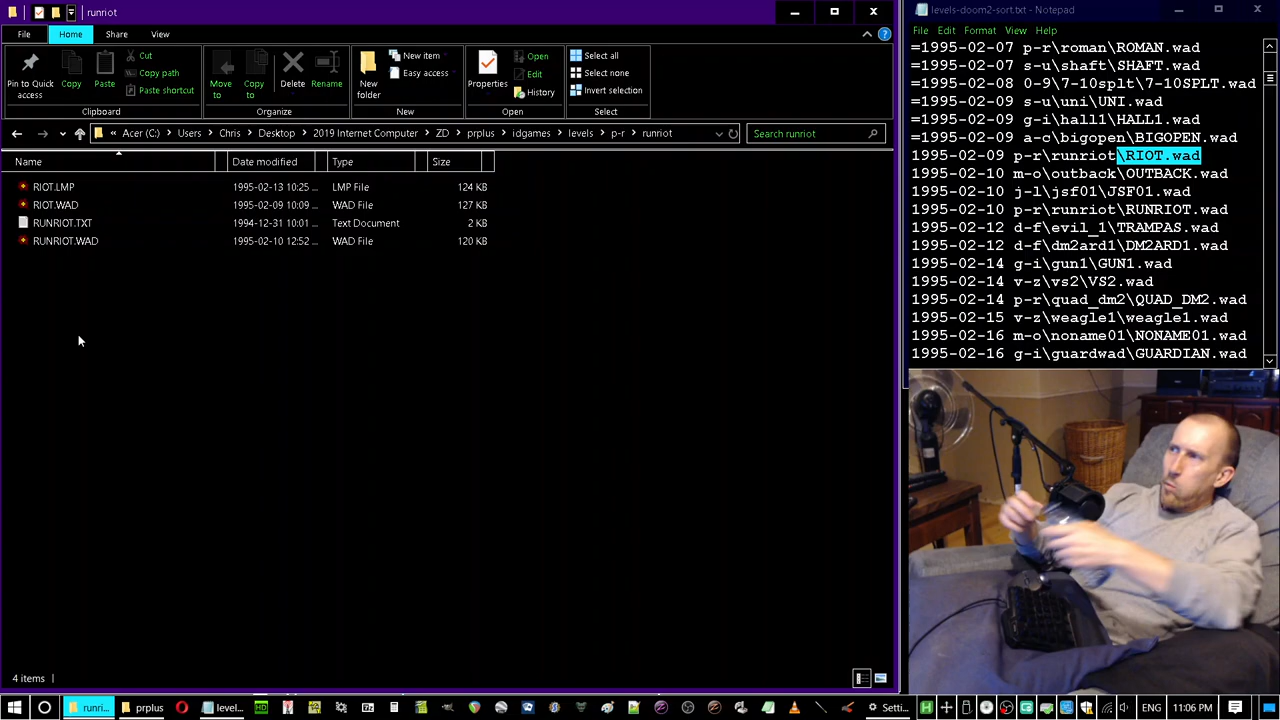 runriot
File Home Share View
Pin to Quick access
Copy
Paste
Cut
Copy path
Paste shortcut
Clipboard
Move to
Copy to
Delete
Rename
Organize
New folder
New item
Easy access
New
Properties
Open
Edit
History
Open
Select all
Select none
Invert selection
Select
« Acer (C:) > Users > Chris > Desktop > 2019 Internet Computer > ZD > prplus > idgames > levels > p-r > runriot
Search runriot
Name Date modified Type Size
RIOT.LMP 1995-02-13 10:25 ... LMP File 124 KB
RIOT.WAD 1995-02-09 10:09 ... WAD File 127 KB
RUNRIOT.TXT 1994-12-31 10:01 ... Text Document 2 KB
RUNRIOT.WAD 1995-02-10 12:52 ... WAD File 120 KB
4 items
levels-doom2-sort.txt - Notepad
File Edit Format View Help
=1995-02-07 p-r\roman\ROMAN.wad
=1995-02-07 s-u\shaft\SHAFT.wad
=1995-02-08 0-9\7-10splt\7-10SPLT.wad
=1995-02-09 s-u\uni\UNI.wad
=1995-02-09 g-i\hall1\HALL1.wad
=1995-02-09 a-c\bigopen\BIGOPEN.wad
1995-02-09 p-r\runriot\RIOT.wad
1995-02-10 m-o\outback\OUTBACK.wad
1995-02-10 j-l\jsf01\JSF01.wad
1995-02-10 p-r\runriot\RUNRIOT.wad
1995-02-12 d-f\evil_1\TRAMPAS.wad
1995-02-12 d-f\dm2ard1\DM2ARD1.wad
1995-02-14 g-i\gun1\GUN1.wad
1995-02-14 v-z\vs2\VS2.wad
1995-02-14 p-r\quad_dm2\QUAD_DM2.wad
1995-02-15 v-z\weagle1\weagle1.wad
1995-02-16 m-o\noname01\NONAME01.wad
1995-02-16 g-i\guardwad\GUARDIAN.wad
runri... prplus level... Setti... ENG 11:06 PM